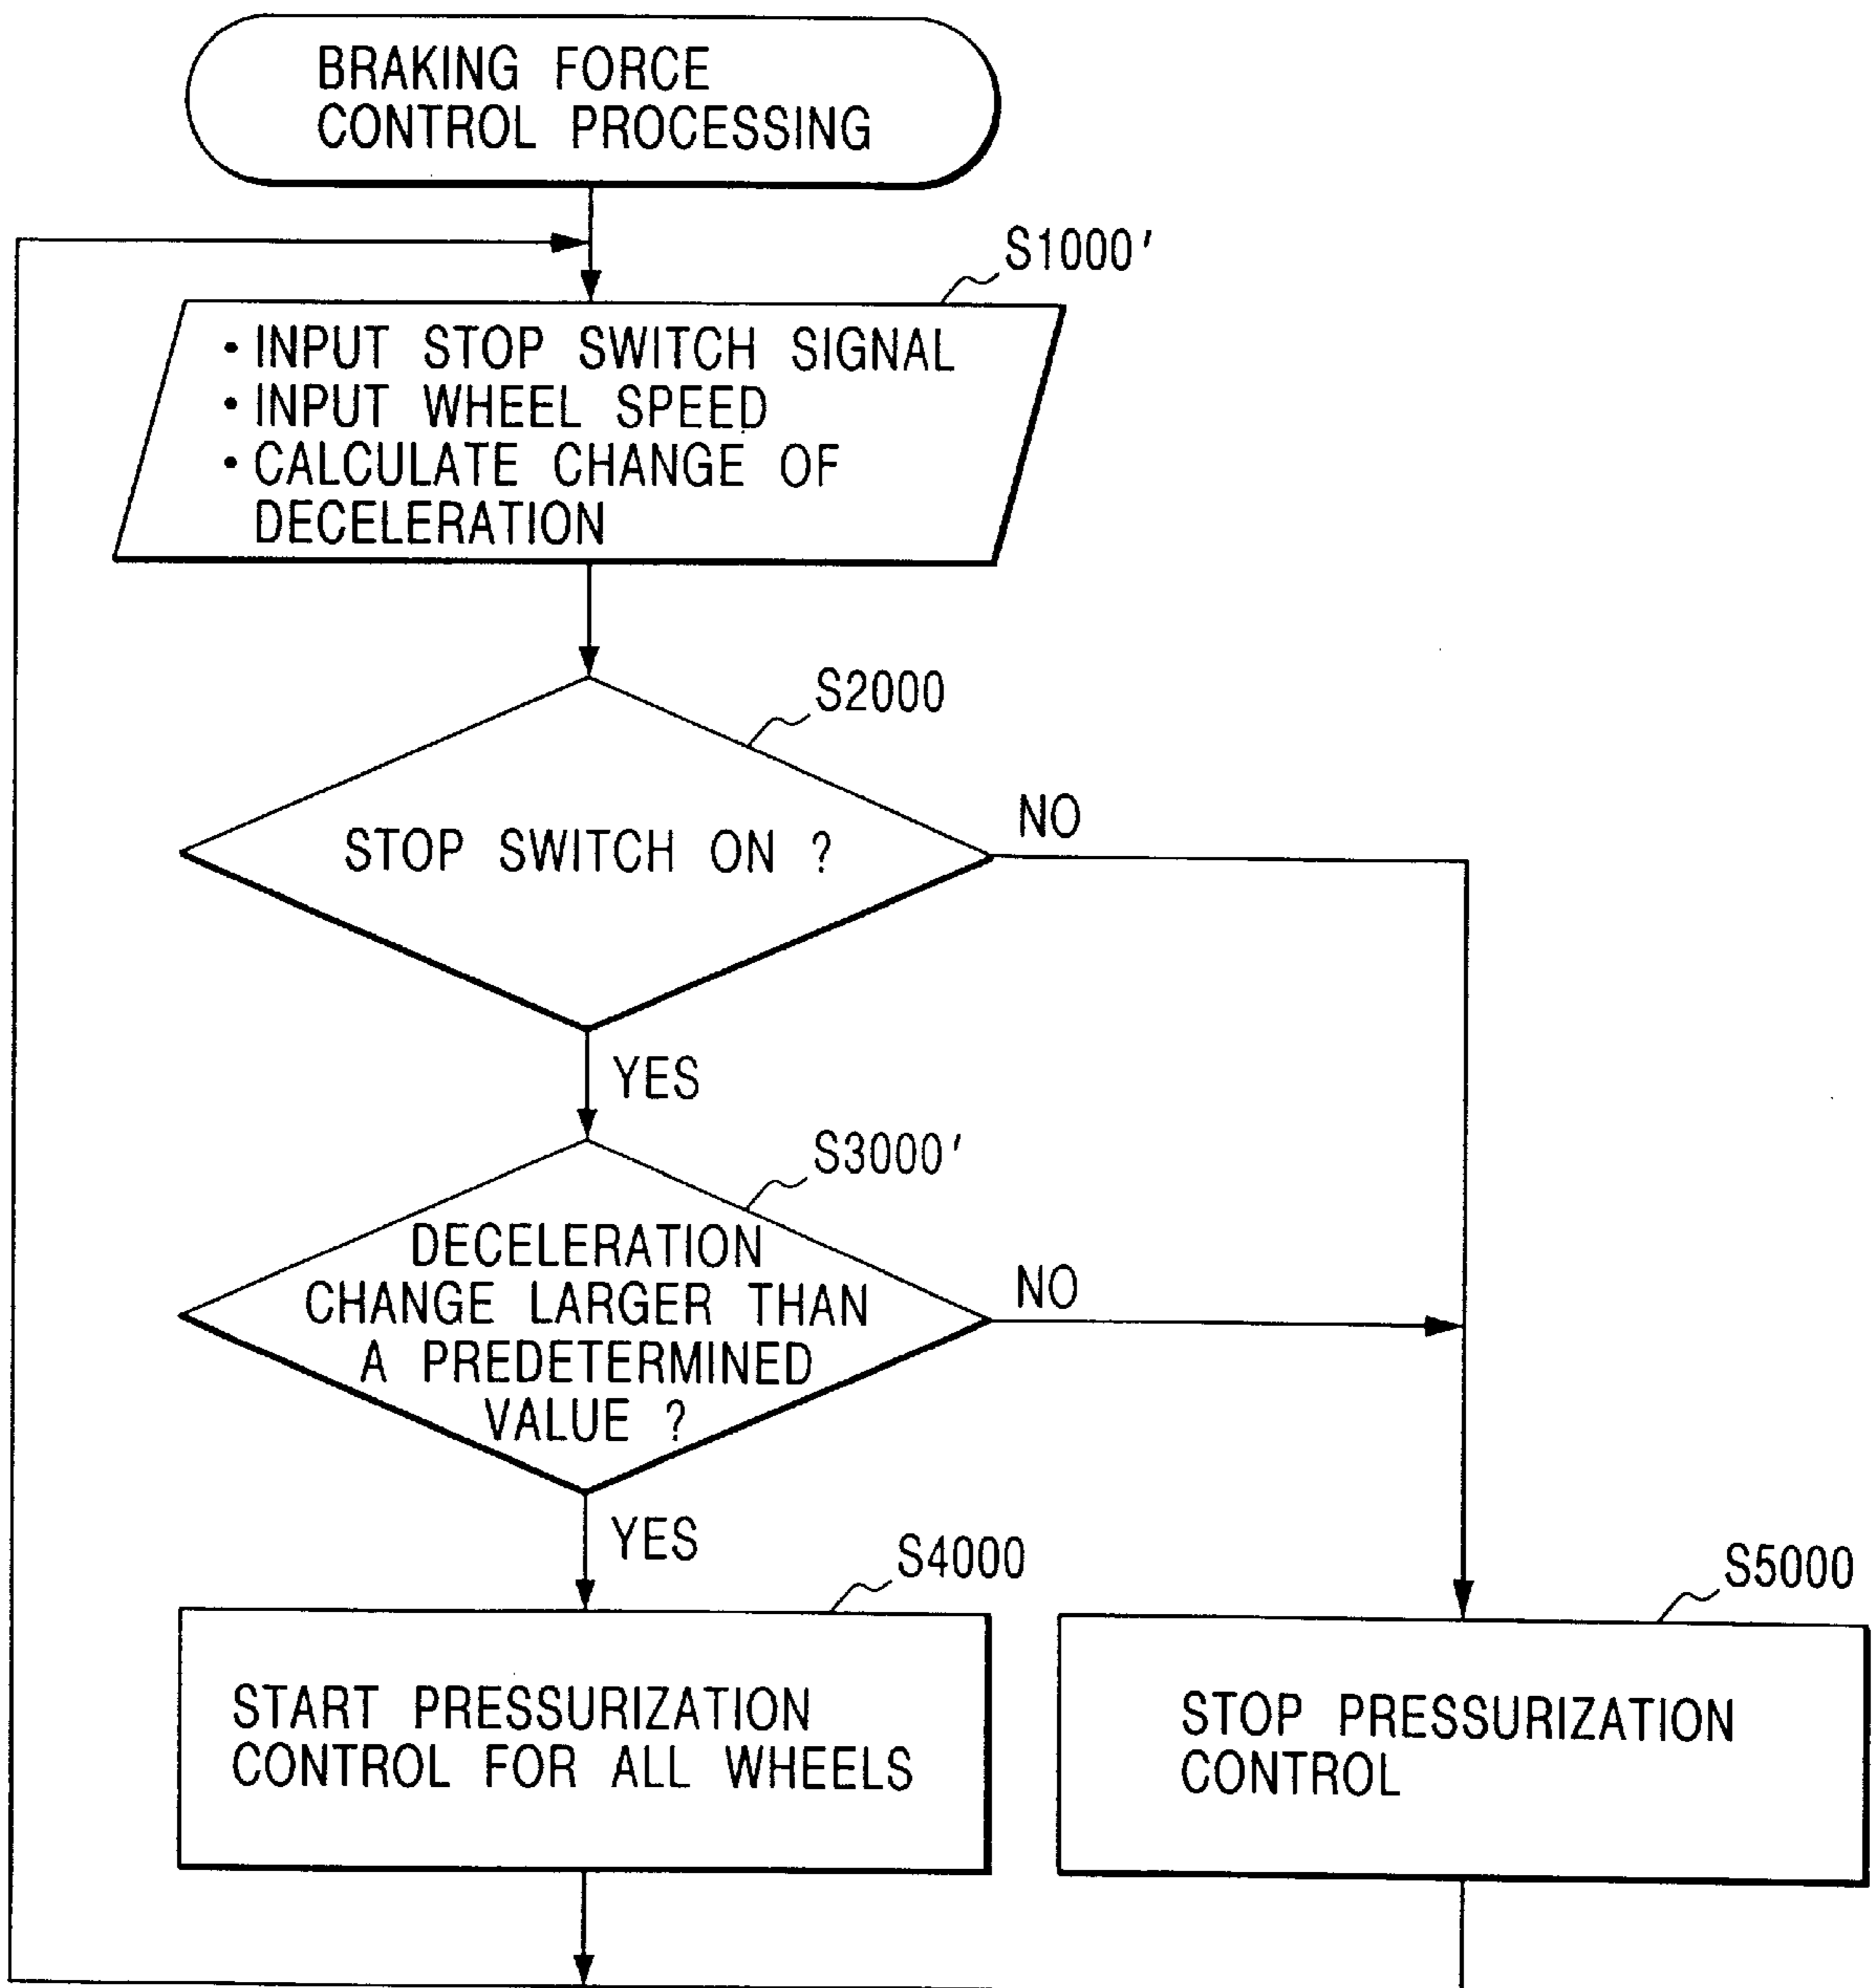 BRAKING FORCE
CONTROL PROCESSING
S1000'
• INPUT STOP SWITCH SIGNAL
• INPUT WHEEL SPEED
• CALCULATE CHANGE OF
DECELERATION
S2000
STOP SWITCH ON ?
NO
YES
S3000'
DECELERATION
CHANGE LARGER THAN
A PREDETERMINED
VALUE ?
NO
YES
S4000
START PRESSURIZATION
CONTROL FOR ALL WHEELS
S5000
STOP PRESSURIZATION
CONTROL